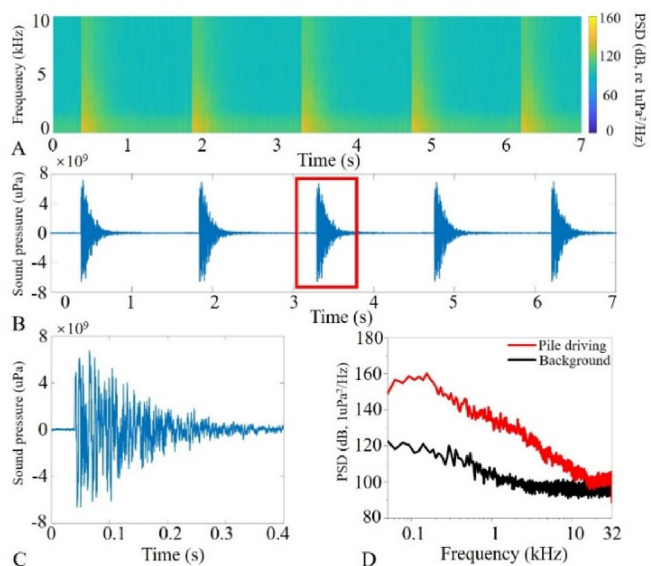 Frequency (kHz)
10
5
0
0 1 2 3 4 5 6 7
A
Time (s)
160
120
60
0
PSD (dB, re 1uPa²/Hz)
×10⁹
Sound pressure (uPa)
8
4
0
-4
-8
0 1 2 3 4 5 6 7
B
Time (s)
×10⁹
Sound pressure (uPa)
8
4
0
-4
-8
0 0.1 0.2 0.3 0.4
C
Time (s)
PSD (dB, 1uPa²/Hz)
180
160
140
120
100
80
Pile driving
Background
0.1 1 10 32
D
Frequency (kHz)